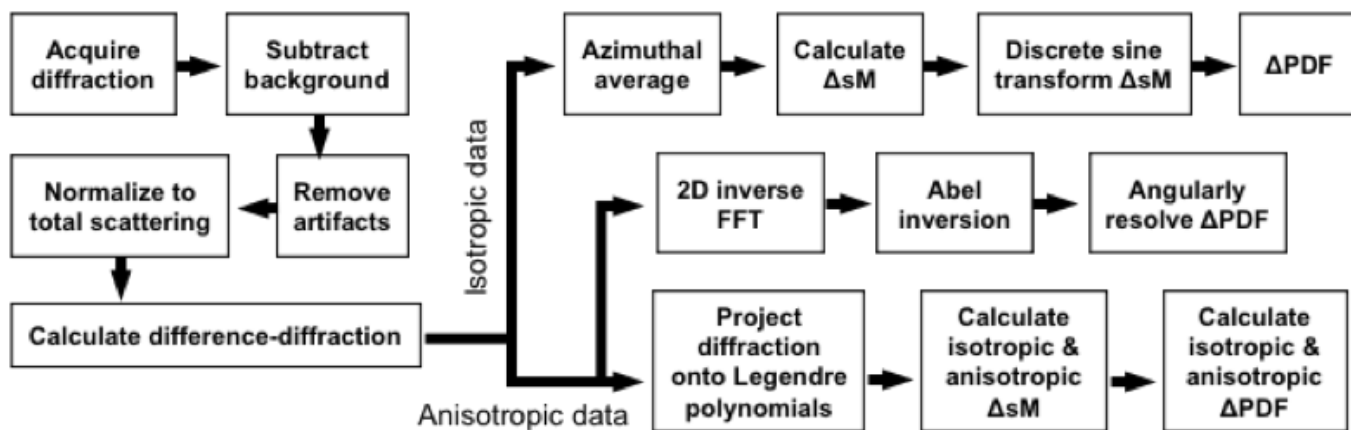 Acquire
diffraction
Subtract
background
Remove
artifacts
Normalize to
total scattering
Calculate difference-diffraction
Isotropic data
Azimuthal
average
Calculate
ΔsM
Discrete sine
transform ΔsM
ΔPDF
Anisotropic data
2D inverse
FFT
Abel
inversion
Angularly
resolve ΔPDF
Project
diffraction
onto Legendre
polynomials
Calculate
isotropic &
anisotropic
ΔsM
Calculate
isotropic &
anisotropic
ΔPDF